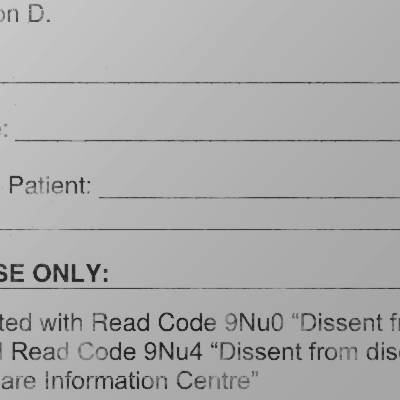 on D.
:
Patient:
SE ONLY:
ted with Read Code 9Nu0 “Dissent f
Read Code 9Nu4 “Dissent from dis
are Information Centre”